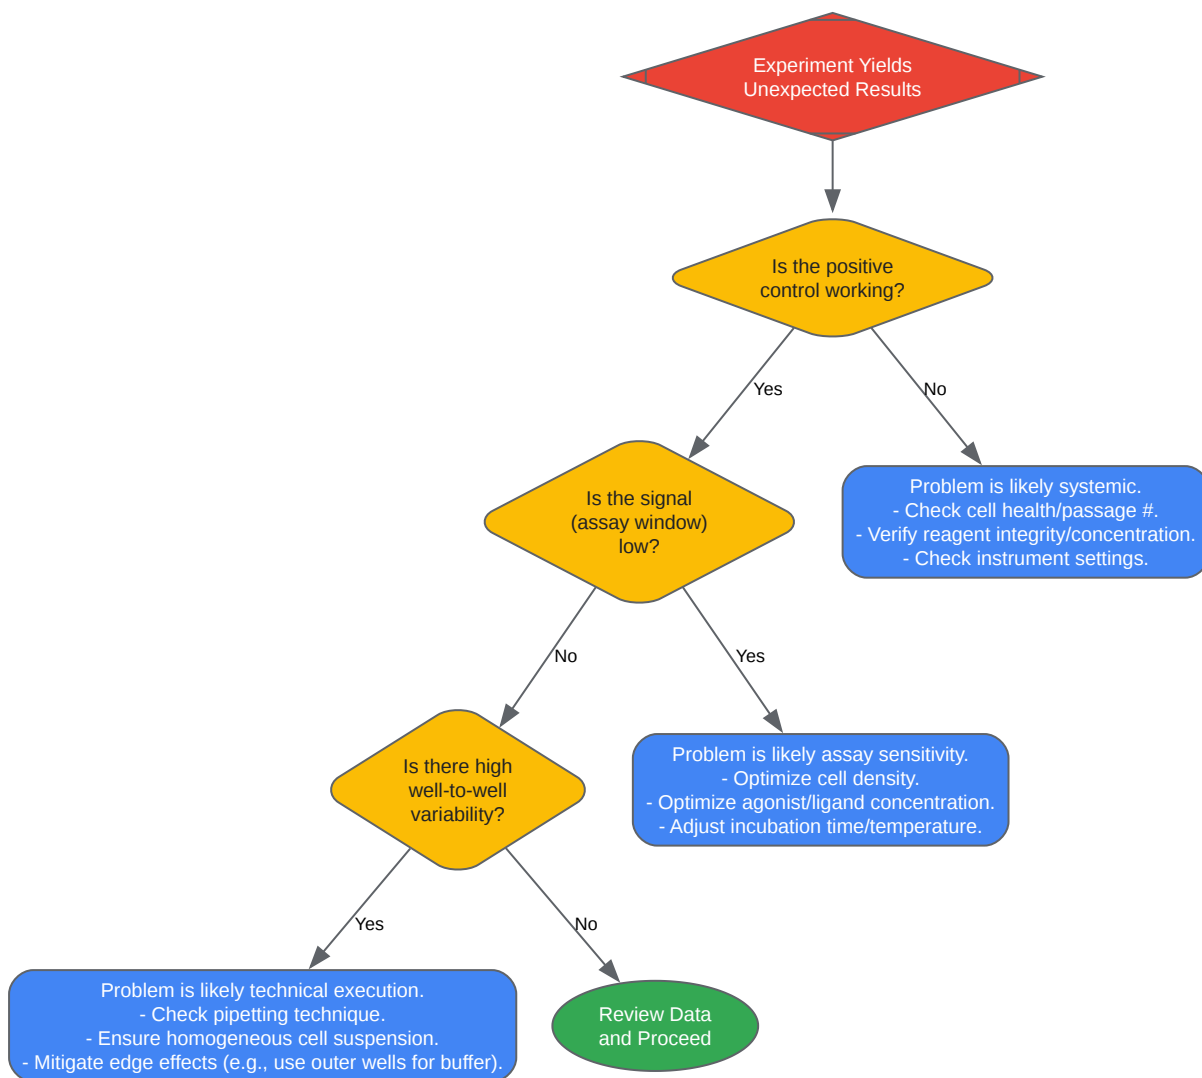 Experiment Yields
Unexpected Results
Is the positive
control working?
Yes
No
Is the signal
(assay window)
low?
Problem is likely systemic.
- Check cell health/passage #.
- Verify reagent integrity/concentration.
- Check instrument settings.
No
Yes
Is there high
well-to-well
variability?
Problem is likely assay sensitivity.
- Optimize cell density.
- Optimize agonist/ligand concentration.
- Adjust incubation time/temperature.
Yes
No
Problem is likely technical execution.
- Check pipetting technique.
- Ensure homogeneous cell suspension.
- Mitigate edge effects (e.g., use outer wells for buffer).
Review Data
and Proceed